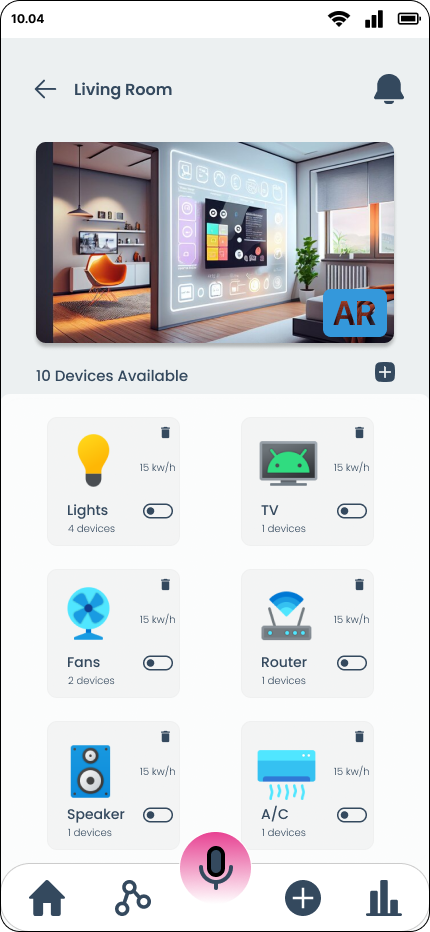 10.04
Living Room
AR
10 Devices Available
15 kw/h
15 kw/h
Lights
TV
4 devices
1 devices
15 kw/h
15 kw/h
Fans
Router
2 devices
1 devices
15 kw/h
15 kw/h
Speaker
A/C
1 devices
1 devices